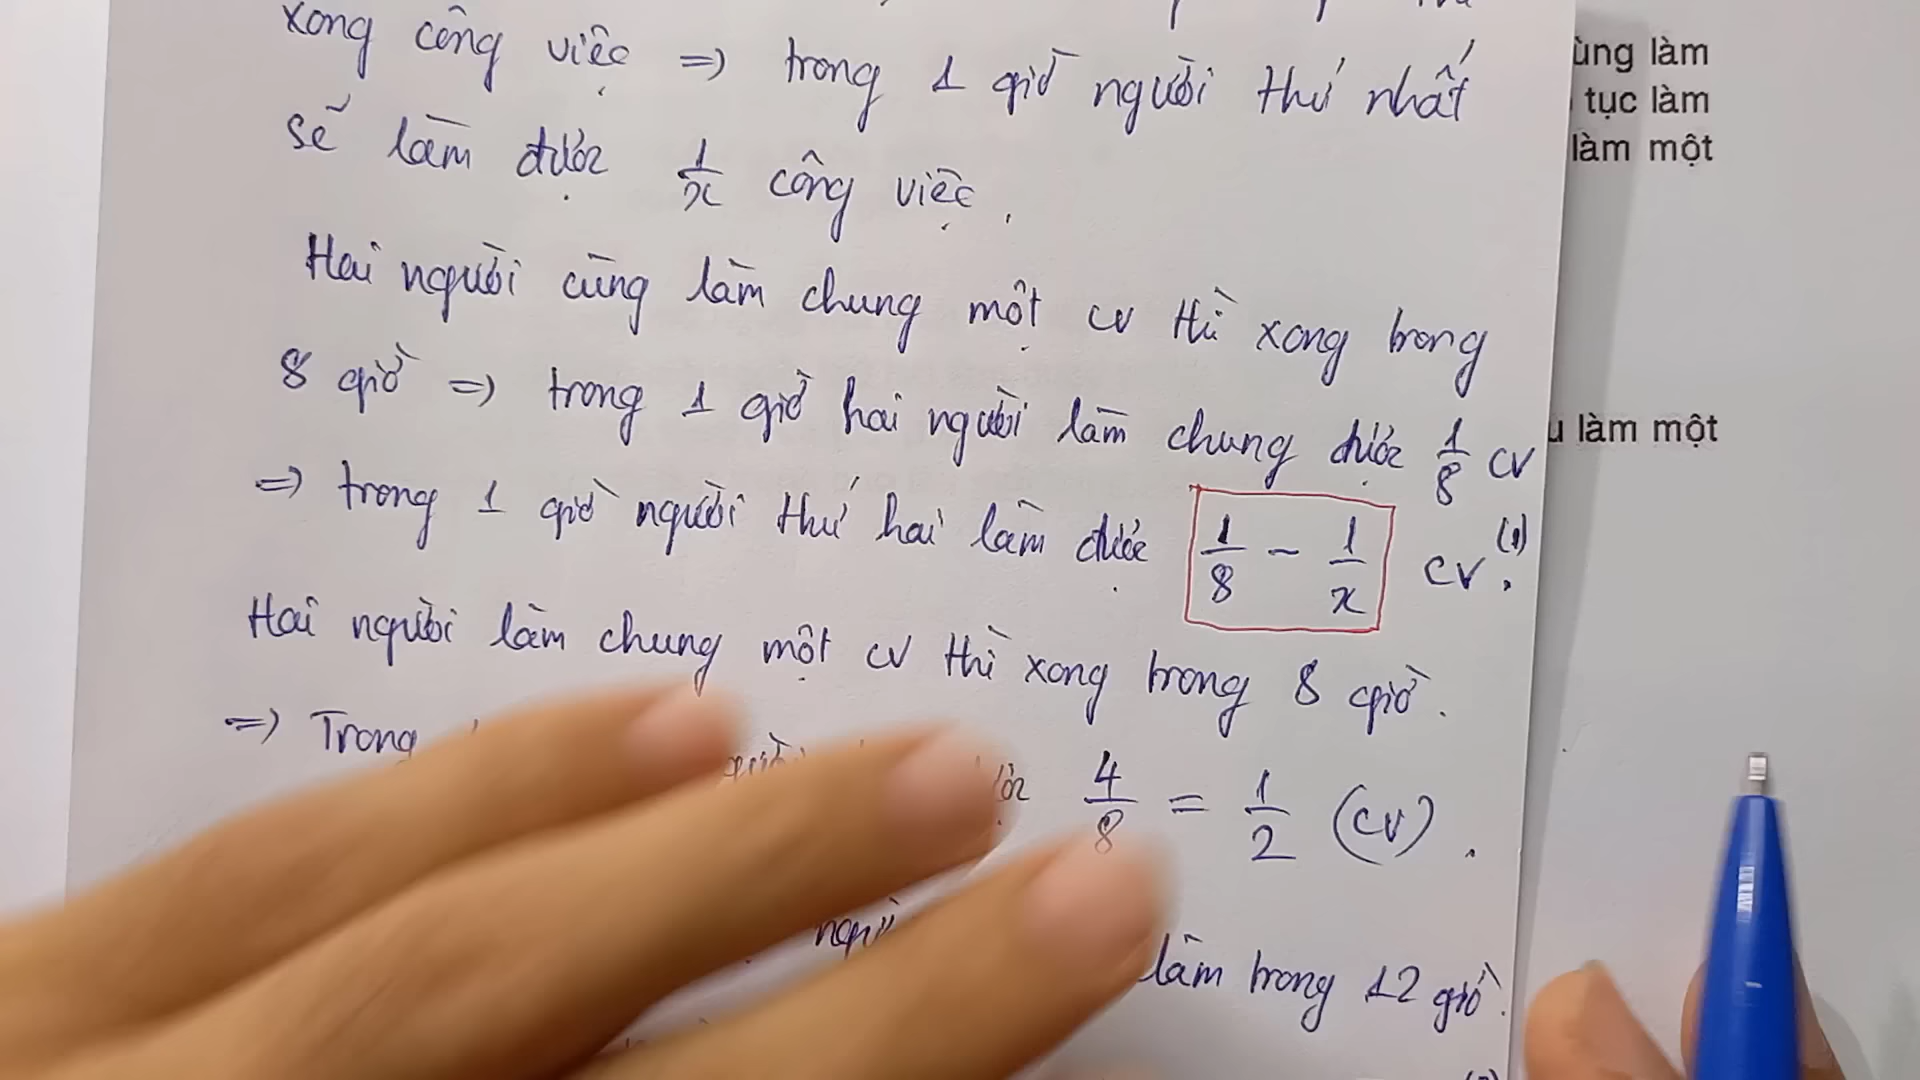 xong công việc => trong 1 giờ người thứ nhất
sẽ làm được 1/x công việc.
Hai người cùng làm chung một cv thì xong trong
8 giờ => trong 1 giờ hai người làm chung được 1/8 cv
=> trong 1 giờ người thứ hai làm được 1/8 - 1/x cv. (1)
Hai người làm chung một cv thì xong trong 8 giờ.
=> Trong 4/8 = 1/2 (cv).
làm trong 12 giờ.
ùng làm
tục làm
làm một
làm một